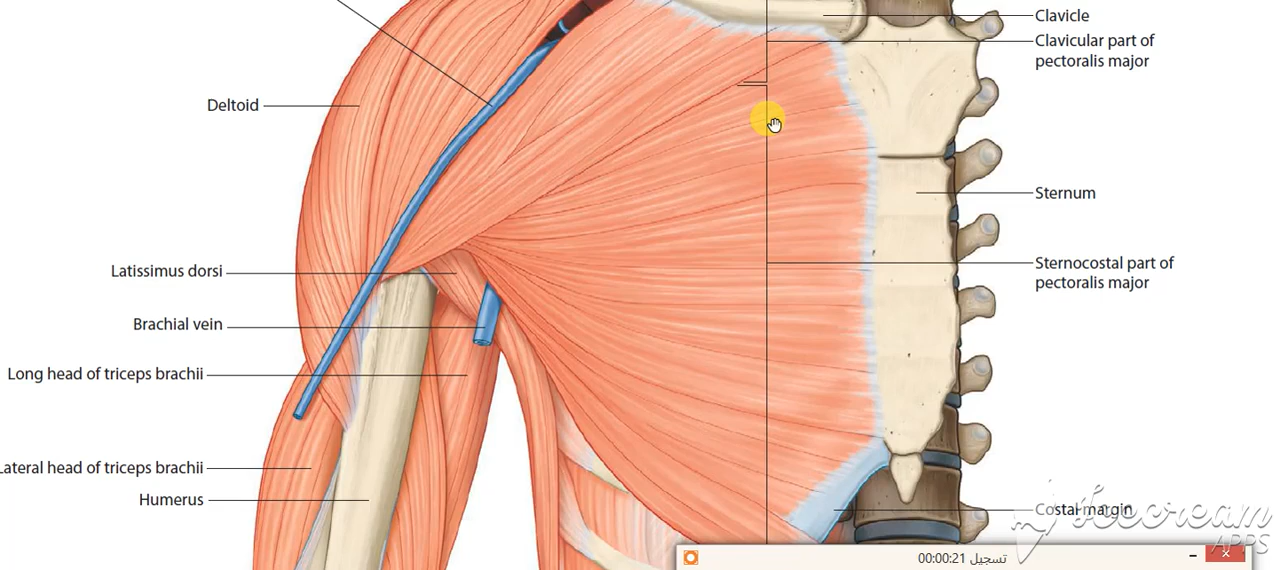 Clavicle
Clavicular part of
pectoralis major
Deltoid
Sternum
Latissimus dorsi
Sternocostal part of
pectoralis major
Brachial vein
Long head of triceps brachii
Lateral head of triceps brachii
Humerus
Costal margin
Icecream
APPS
00:00:21 تسجيل